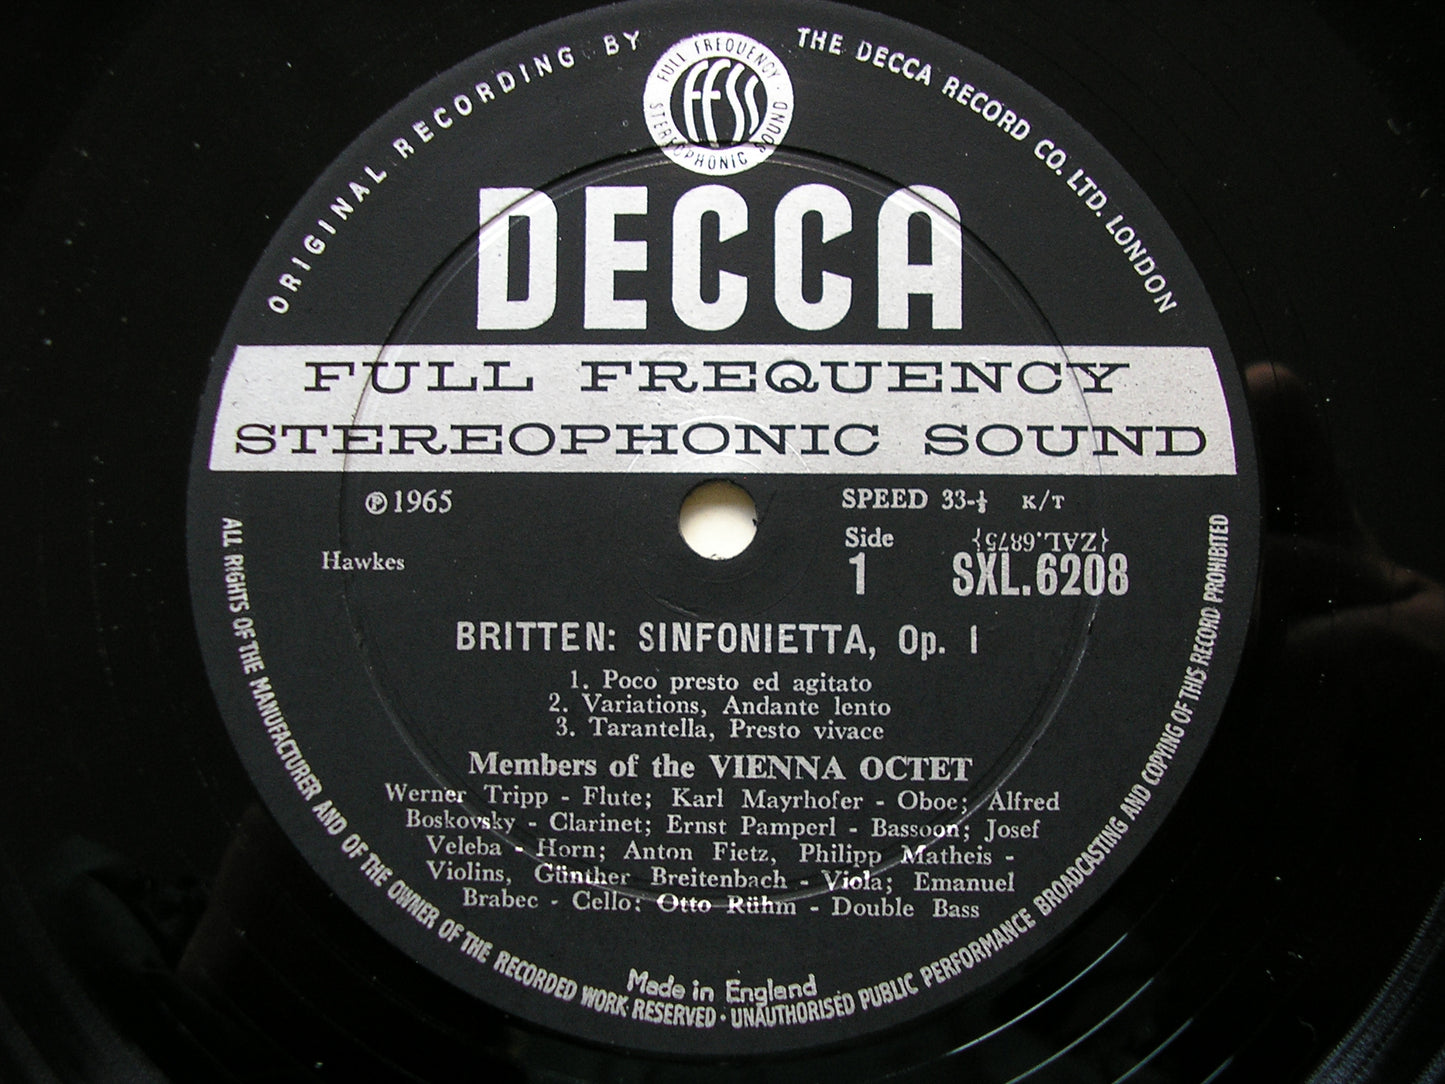 ORIGINAL RECORDING BY
THE DECCA RECORD CO. LTD. LONDON
FULL FREQUENCY
FFSS
STEREOPHONIC SOUND
DECCA
FULL FREQUENCY
STEREOPHONIC SOUND
℗1965
SPEED 33-⅓ K/T
Hawkes
Side
{ZAL.6875}
1
SXL.6208
BRITTEN: SINFONIETTA, Op. 1
1. Poco presto ed agitato
2. Variations, Andante lento
3. Tarantella, Presto vivace
Members of the VIENNA OCTET
Werner Tripp - Flute; Karl Mayrhofer - Oboe; Alfred
Boskovsky - Clarinet; Ernst Pamperl - Bassoon; Josef
Veleba - Horn; Anton Fietz, Philipp Matheis -
Violins, Günther Breitenbach - Viola; Emanuel
Brabec - Cello; Otto Rühm - Double Bass
Made in England
ALL RIGHTS OF THE MANUFACTURER AND OF THE OWNER OF THE RECORDED WORK RESERVED · UNAUTHORISED PUBLIC PERFORMANCE BROADCASTING AND COPYING OF THIS RECORD PROHIBITED